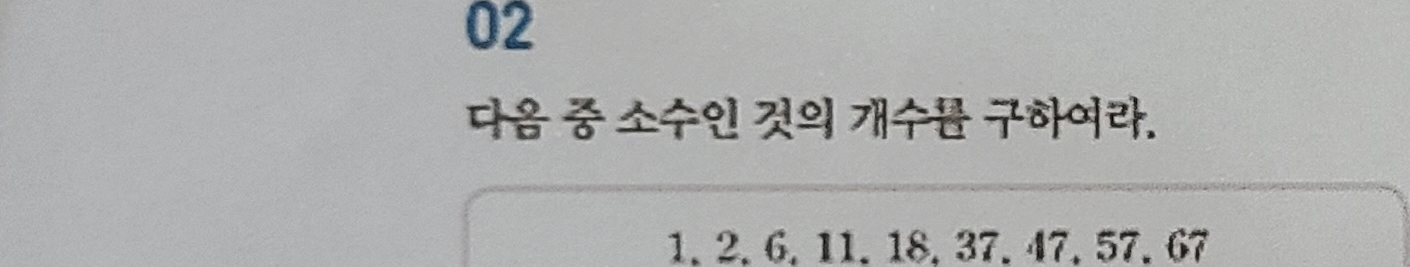 02
다음 중 소수인 것의 개수를 구하여라.
1, 2, 6, 11, 18, 37, 47, 57, 67